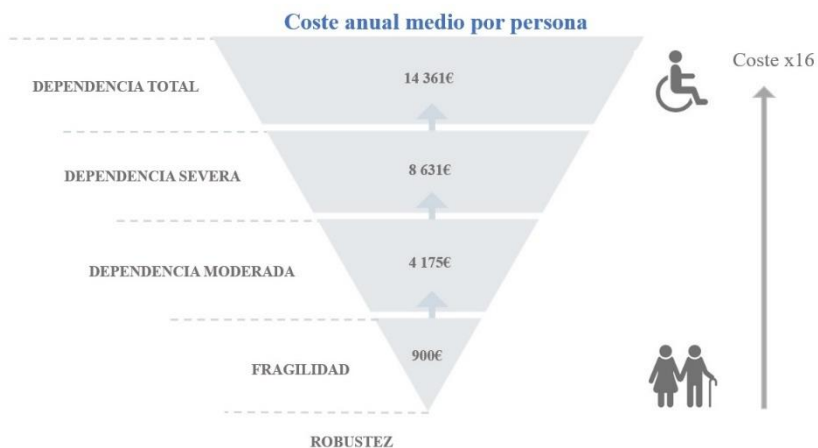 Coste anual medio por persona
Coste x16
DEPENDENCIA TOTAL
14 361€
DEPENDENCIA SEVERA
8 631€
DEPENDENCIA MODERADA
4 175€
FRAGILIDAD
900€
ROBUSTEZ